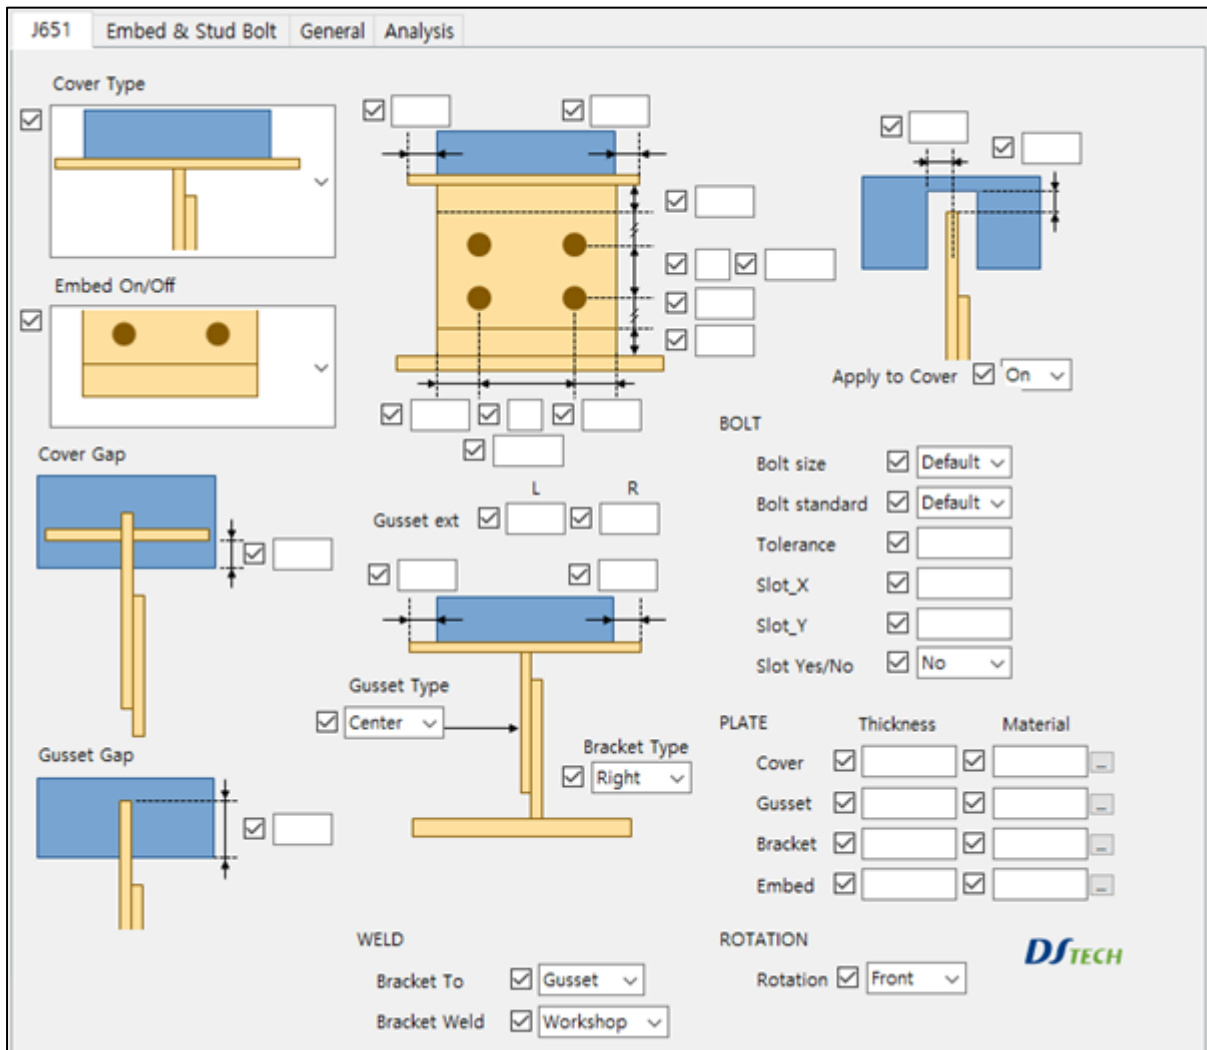 J651 Embed & Stud Bolt General Analysis
Cover Type
Embed On/Off
Apply to Cover On
BOLT
Cover Gap
Bolt size Default
L R
Bolt standard Default
Gusset ext
Tolerance
Slot_X
Slot_Y
Slot Yes/No No
Gusset Type
Center
PLATE Thickness Material
Bracket Type
Right
Gusset Gap
Cover
Gusset
Bracket
Embed
WELD
Bracket To Gusset
Bracket Weld Workshop
ROTATION
Rotation Front
DSTECH